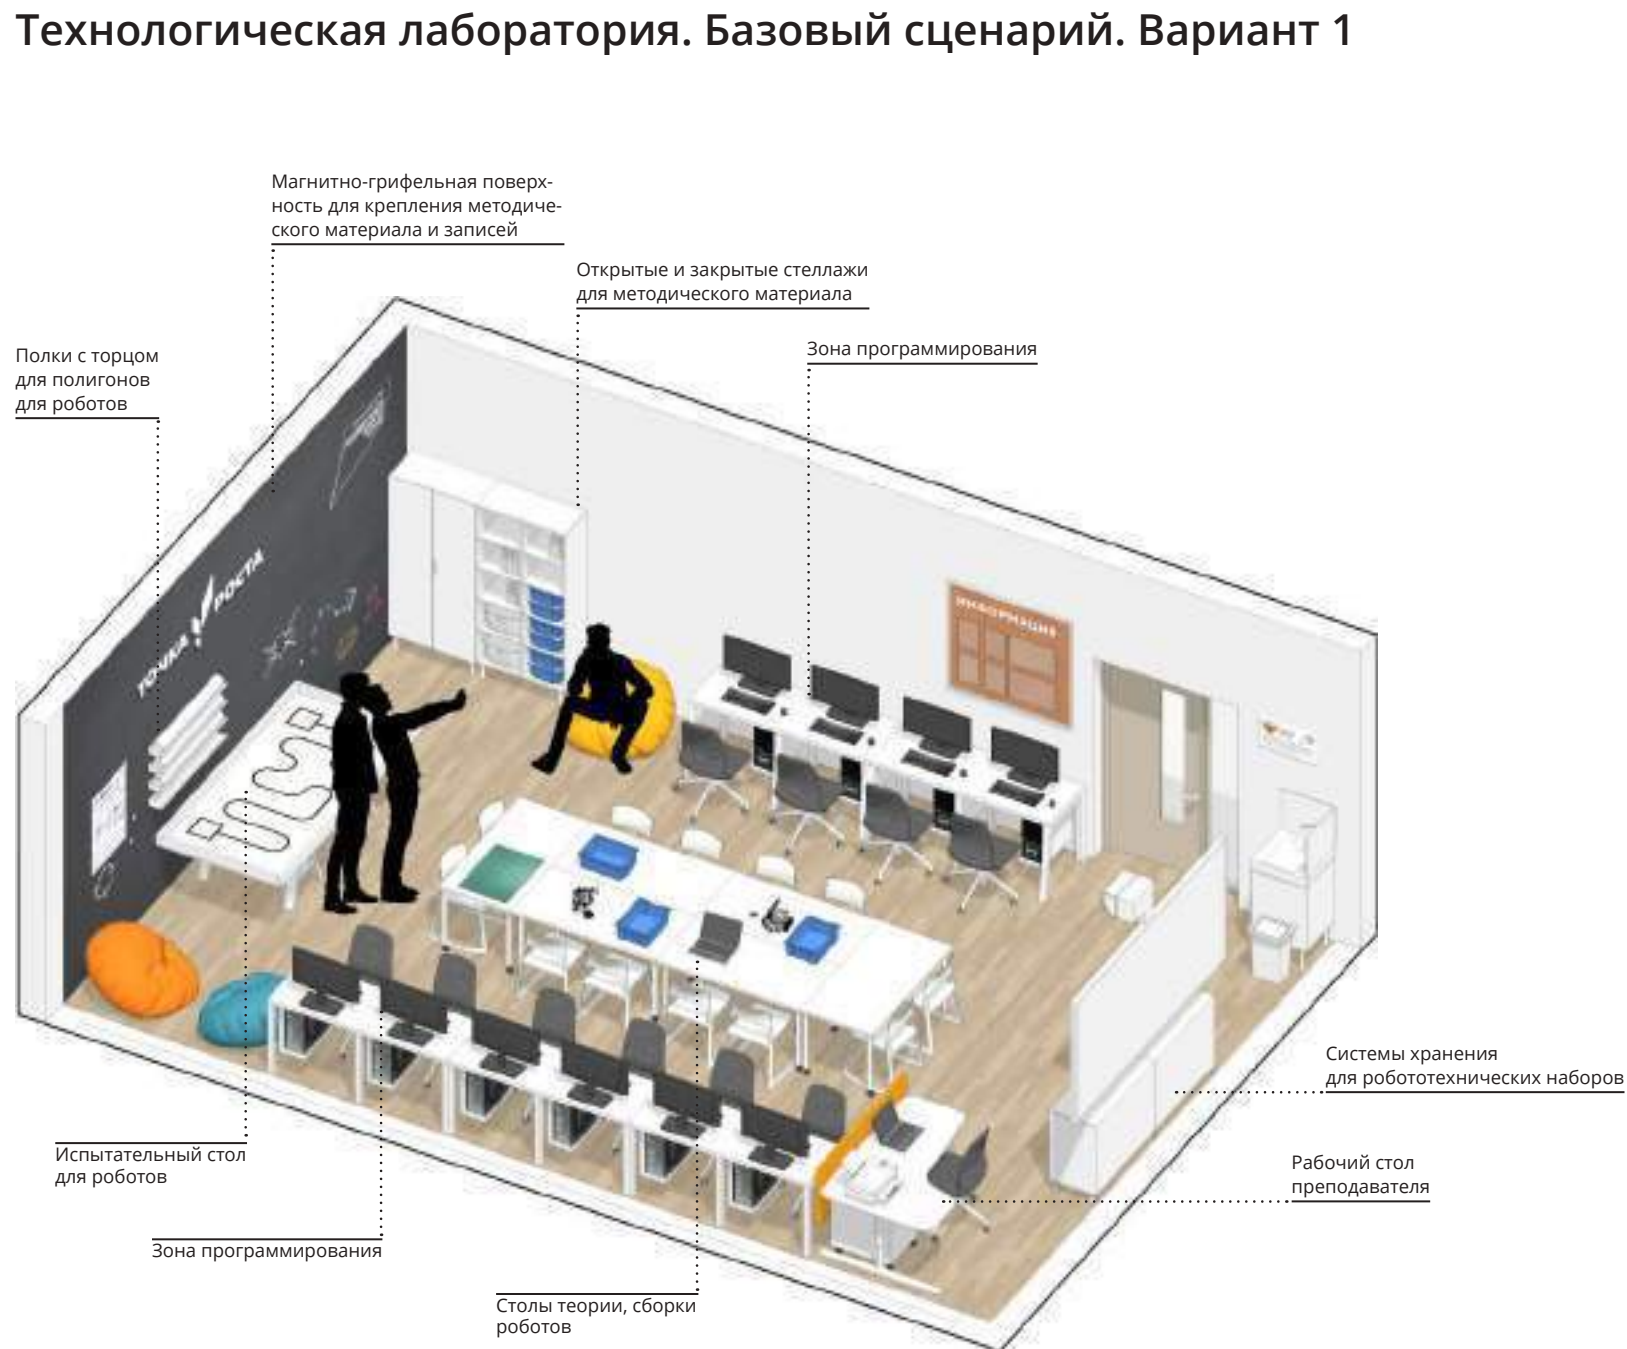 Технологическая лаборатория. Базовый сценарий. Вариант 1
Магнитно-грифельная поверх-
ность для крепления методиче-
ского материала и записей
Открытые и закрытые стеллажи
для методического материала
Зона программирования
Полки с торцом
для полигонов
для роботов
ТОЧКА РОСТА
ИНФОРМАЦИЯ
Системы хранения
для робототехнических наборов
Испытательный стол
для роботов
Рабочий стол
преподавателя
Зона программирования
Столы теории, сборки
роботов